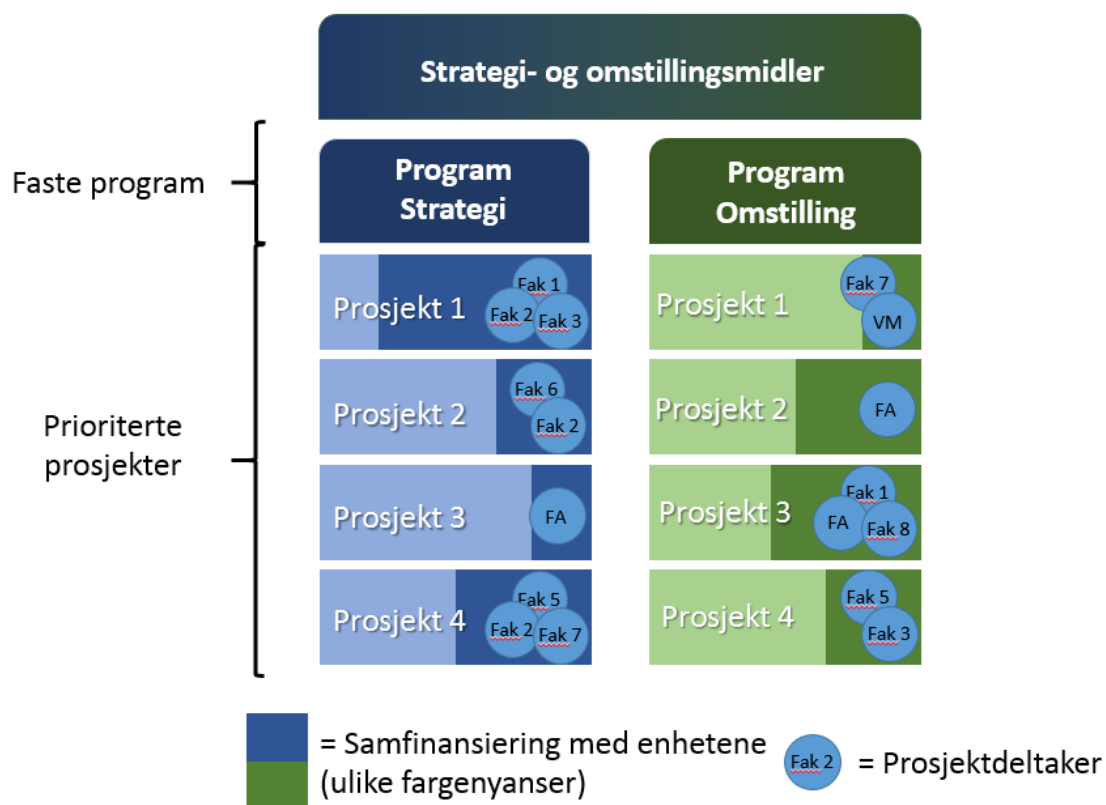 Strategi- og omstillingsmidler
Faste program
Program
Strategi
Program
Omstilling
Prioriterte
prosjekter
Prosjekt 1
Fak 1
Fak 2
Fak 3
Prosjekt 1
Fak 7
VM
Prosjekt 2
Fak 6
Fak 2
Prosjekt 2
FA
Prosjekt 3
FA
Prosjekt 3
Fak 1
FA
Fak 8
Prosjekt 4
Fak 5
Fak 2
Fak 7
Prosjekt 4
Fak 5
Fak 3
= Samfinansiering med enhetene
(ulike fargenyanser)
Fak 2
= Prosjektdeltaker